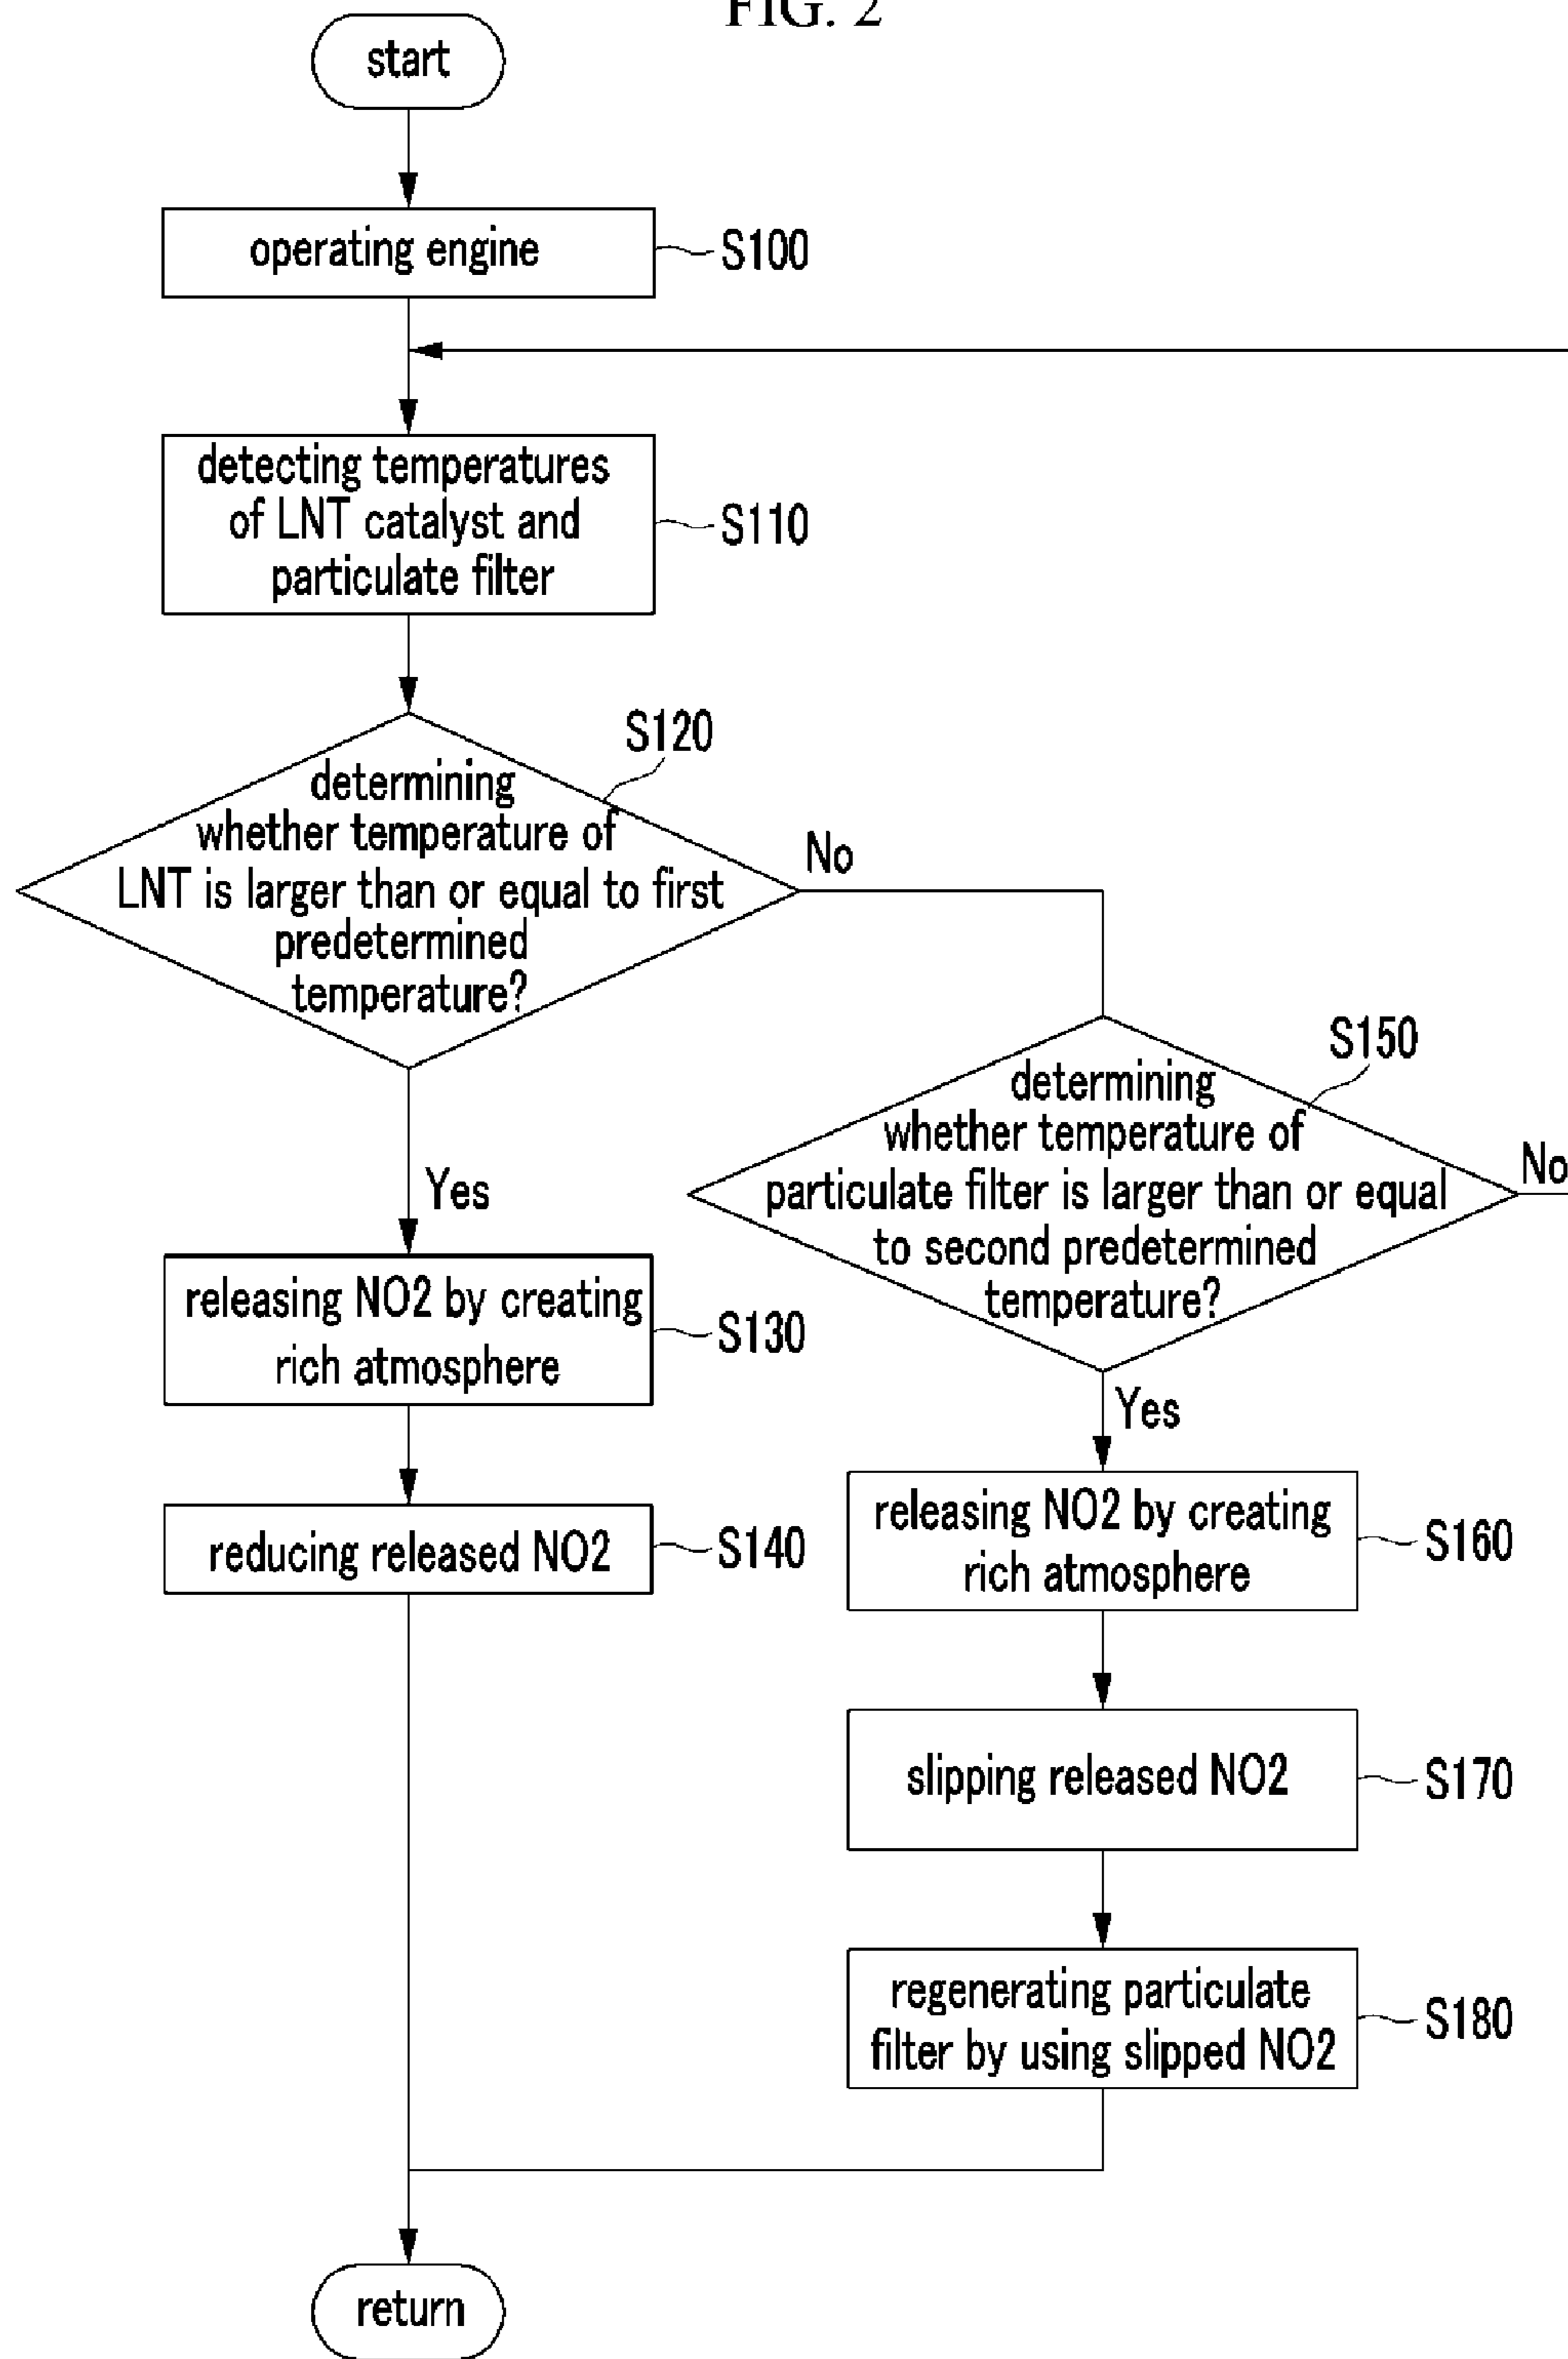 FIG. 2
start
operating engine
S100
detecting temperatures
of LNT catalyst and
particulate filter
S110
S120
determining
whether temperature of
LNT is larger than or equal to first
predetermined
temperature?
No
Yes
S150
determining
whether temperature of
particulate filter is larger than or equal
to second predetermined
temperature?
No
Yes
releasing NO2 by creating
rich atmosphere
S130
reducing released NO2
S140
releasing NO2 by creating
rich atmosphere
S160
slipping released NO2
S170
regenerating particulate
filter by using slipped NO2
S180
return